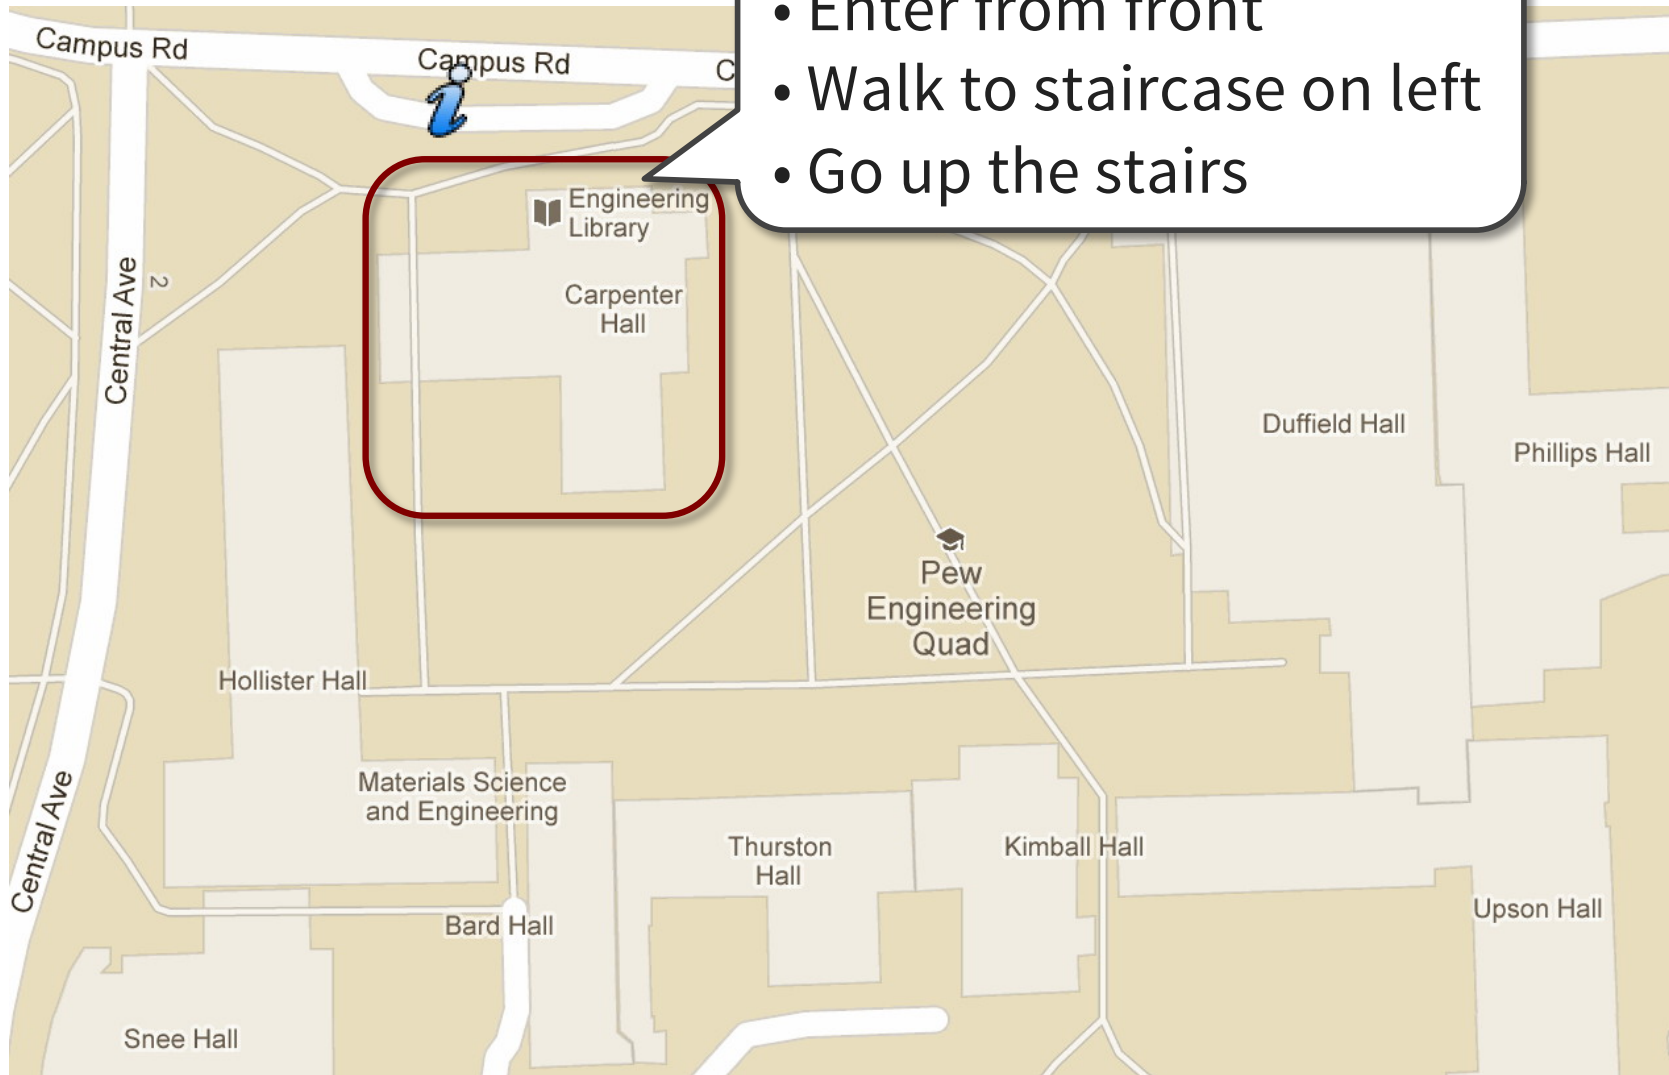 • Enter from front
• Walk to staircase on left
• Go up the stairs
Campus Rd
Campus Rd
C
Engineering
Library
Carpenter
Hall
Central Ave
2
Duffield Hall
Phillips Hall
Pew
Engineering
Quad
Hollister Hall
Materials Science
and Engineering
Thurston
Hall
Kimball Hall
Central Ave
Upson Hall
Bard Hall
Snee Hall